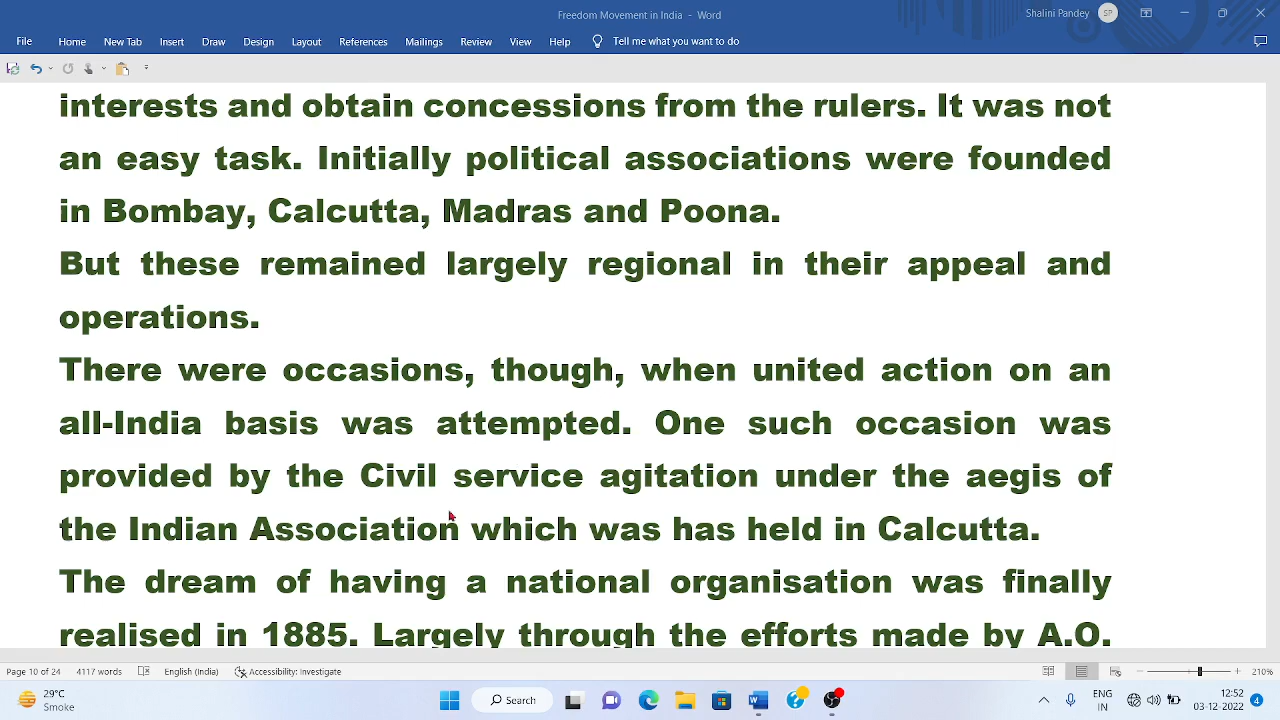 Freedom Movement in India - Word
Shalini Pandey SP
File Home New Tab Insert Draw Design Layout References Mailings Review View Help Tell me what you want to do
interests and obtain concessions from the rulers. It was not
an easy task. Initially political associations were founded
in Bombay, Calcutta, Madras and Poona.
But these remained largely regional in their appeal and
operations.
There were occasions, though, when united action on an
all-India basis was attempted. One such occasion was
provided by the Civil service agitation under the aegis of
the Indian Association which was has held in Calcutta.
The dream of having a national organisation was finally
realised in 1885. Largely through the efforts made by A.O.
Page 10 of 24 4117 words English (India) Accessibility: Investigate 210%
29°C
Smoke
Search
ENG
IN
12:52
03-12-2022
4